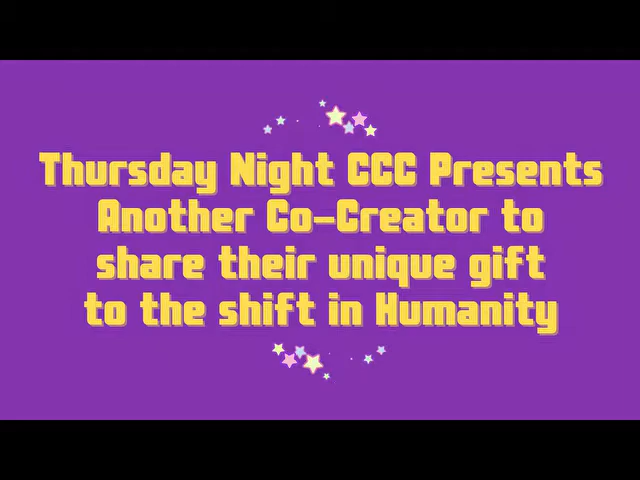 Thursday Night CCC Presents
Another Co-Creator to
share their unique gift
to the shift in Humanity